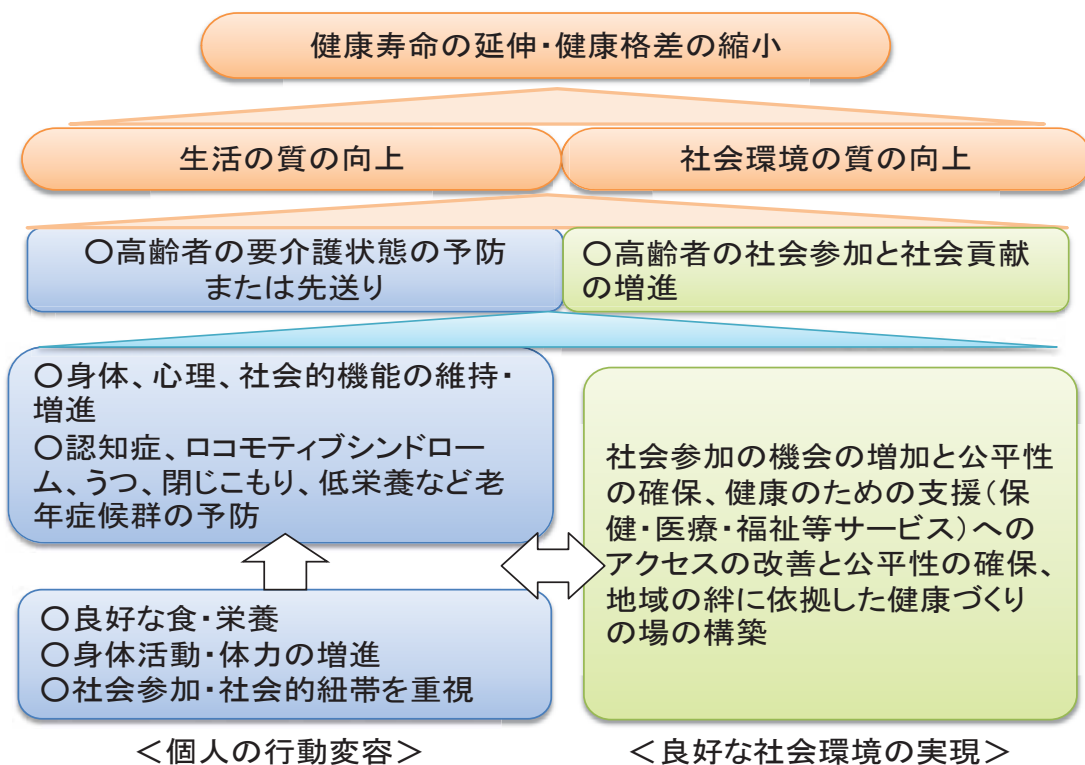 健康寿命の延伸・健康格差の縮小
生活の質の向上
社会環境の質の向上
○高齢者の要介護状態の予防
または先送り
○高齢者の社会参加と社会貢献
の増進
○身体、心理、社会的機能の維持・
増進
○認知症、ロコモティブシンドロー
ム、うつ、閉じこもり、低栄養など老
年症候群の予防
○良好な食・栄養
○身体活動・体力の増進
○社会参加・社会的紐帯を重視
社会参加の機会の増加と公平性
の確保、健康のための支援(保
健・医療・福祉等サービス)への
アクセスの改善と公平性の確保、
地域の絆に依拠した健康づくり
の場の構築
<個人の行動変容>
<良好な社会環境の実現>